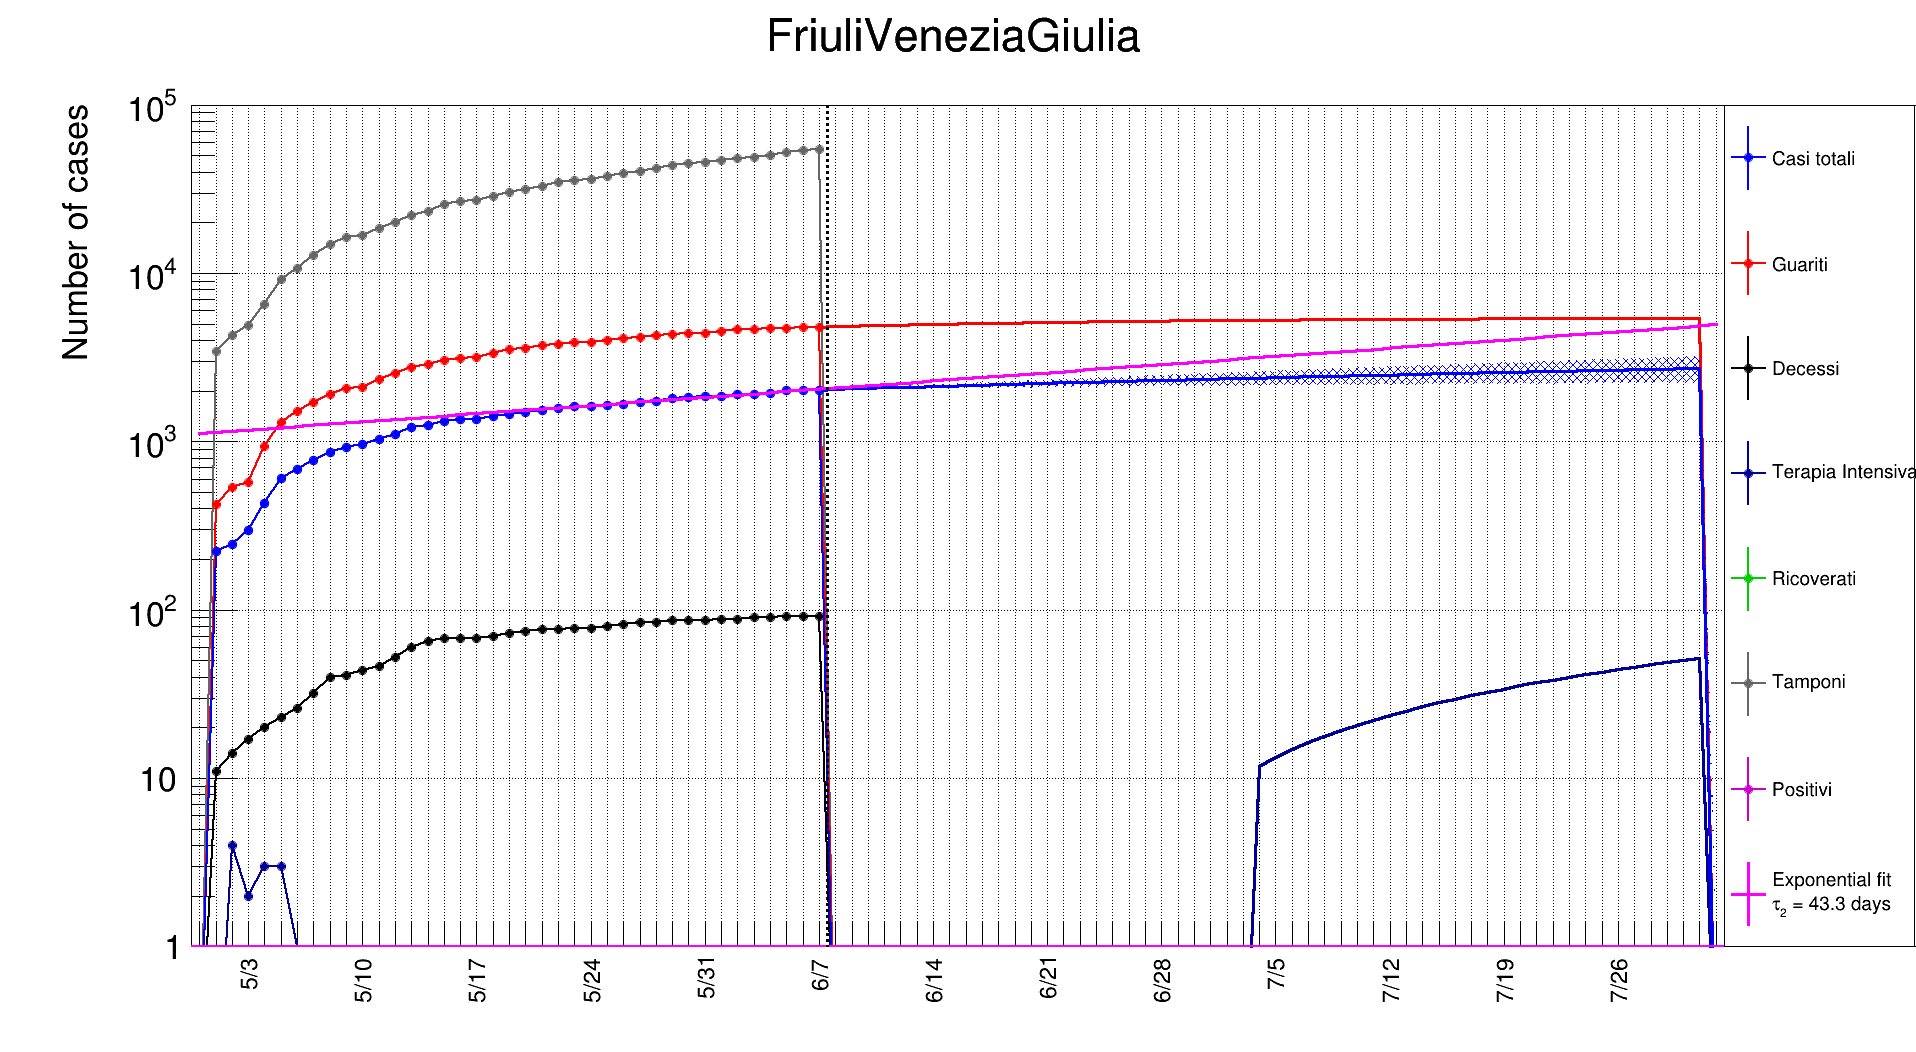 FriuliVeneziaGiulia
Number of cases
10^5
10^4
10^3
10^2
10
1
5/3
5/10
5/17
5/24
5/31
6/7
6/14
6/21
6/28
7/5
7/12
7/19
7/26
Casi totali
Guariti
Decessi
Terapia Intensiva
Ricoverati
Tamponi
Positivi
Exponential fit
τ₂ = 43.3 days